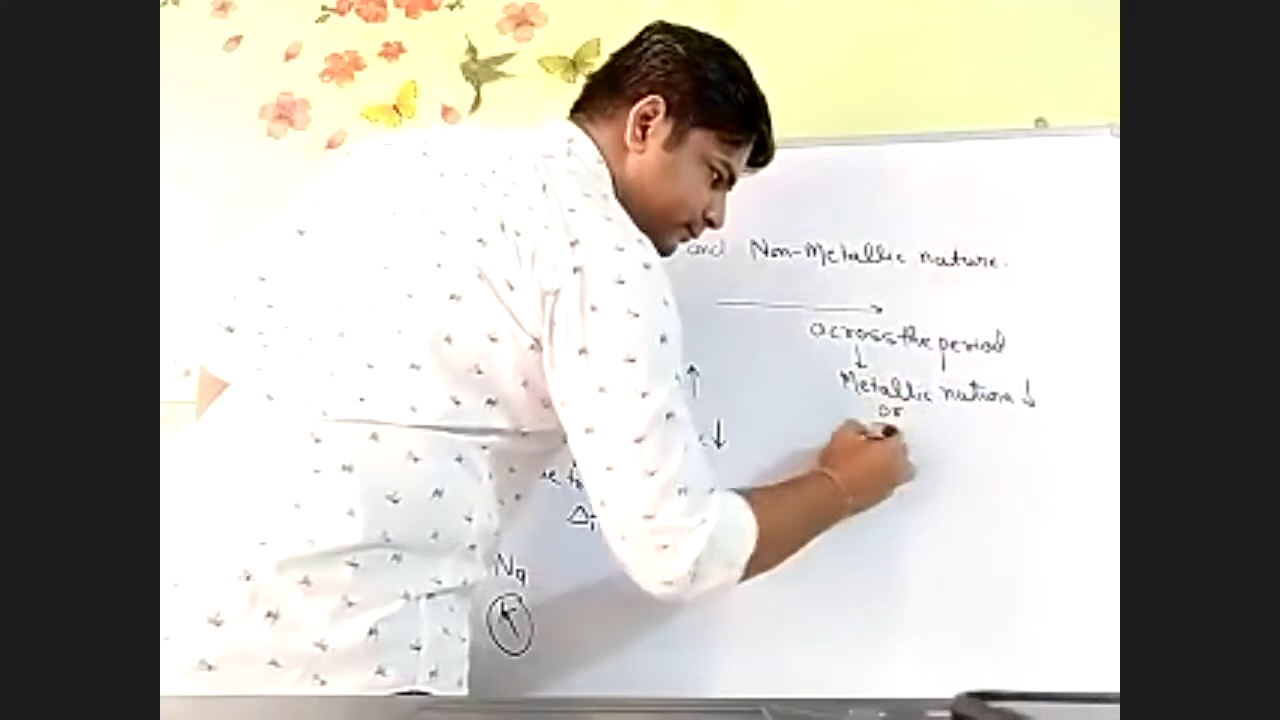 and Non-Metallic nature.
across the period
↓
Metallic nature ↓
or
↑
↓
Na
K